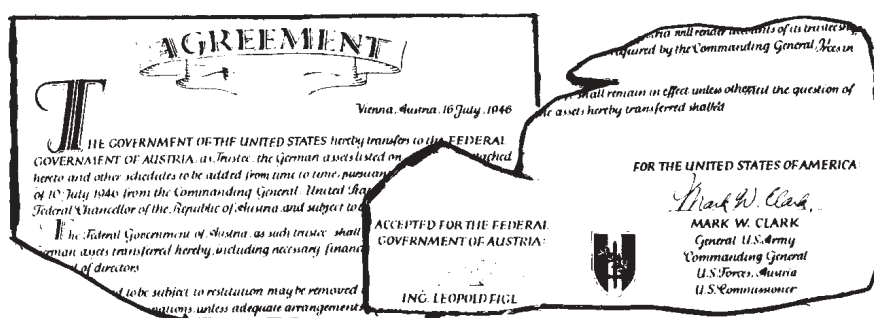 AGREEMENT
Vienna, Austria, 16 July, 1946
THE GOVERNMENT OF THE UNITED STATES hereby transfers to the FEDERAL
GOVERNMENT OF AUSTRIA, as Trustee, the German assets listed on
hereto and other schedules to be added from time to time, pursuan
of 10 July 1946 from the Commanding General, United Sta
Federal Chancellor of the Republic of Austria and subject to
The Federal Government of Austria, as such trustee shall
German assets transferred hereby, including necessary financ
of directors
to be subject to restitution may be removed
nations, unless adequate arrangements
ACCEPTED FOR THE FEDERAL
GOVERNMENT OF AUSTRIA:
ING. LEOPOLD FIGL
ria will render accounts of its trusteeship
required by the Commanding General, Forces in
shall remain in effect unless the question of
e assets hereby transferred shall
FOR THE UNITED STATES OF AMERICA
Mark W. Clark.
MARK W. CLARK
General U.S. Army
Commanding General
U.S. Forces, Austria
U.S. Commissioner